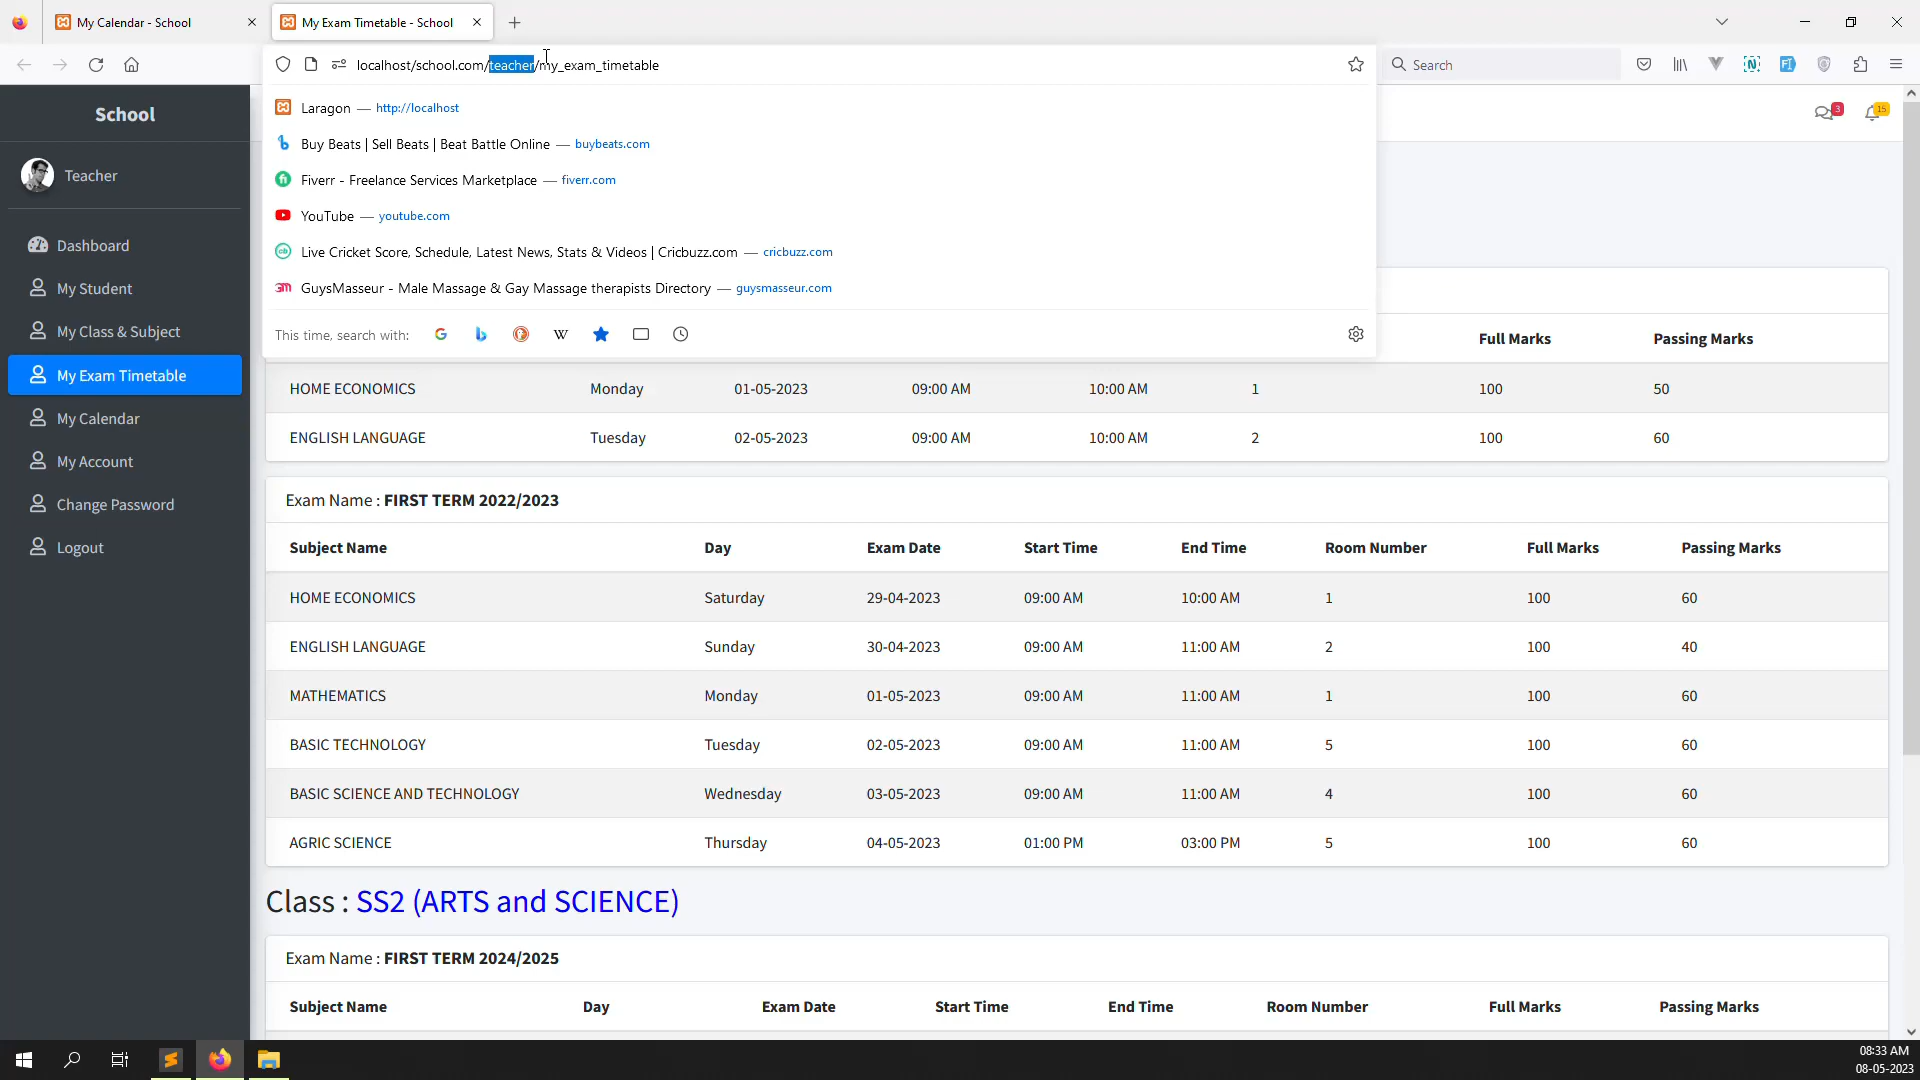 My Calendar - School
My Exam Timetable - School
localhost/school.com/teacher/my_exam_timetable
Search
Laragon — http://localhost
Buy Beats | Sell Beats | Beat Battle Online — buybeats.com
Fiverr - Freelance Services Marketplace — fiverr.com
YouTube — youtube.com
Live Cricket Score, Schedule, Latest News, Stats & Videos | Cricbuzz.com — cricbuzz.com
GuysMasseur - Male Massage & Gay Massage therapists Directory — guysmasseur.com
This time, search with:
3
15
School
Teacher
Dashboard
My Student
My Class & Subject
My Exam Timetable
My Calendar
My Account
Change Password
Logout
Full Marks Passing Marks
HOME ECONOMICS Monday 01-05-2023 09:00 AM 10:00 AM 1 100 50
ENGLISH LANGUAGE Tuesday 02-05-2023 09:00 AM 10:00 AM 2 100 60
Exam Name : FIRST TERM 2022/2023
Subject Name Day Exam Date Start Time End Time Room Number Full Marks Passing Marks
HOME ECONOMICS Saturday 29-04-2023 09:00 AM 10:00 AM 1 100 60
ENGLISH LANGUAGE Sunday 30-04-2023 09:00 AM 11:00 AM 2 100 40
MATHEMATICS Monday 01-05-2023 09:00 AM 11:00 AM 1 100 60
BASIC TECHNOLOGY Tuesday 02-05-2023 09:00 AM 11:00 AM 5 100 60
BASIC SCIENCE AND TECHNOLOGY Wednesday 03-05-2023 09:00 AM 11:00 AM 4 100 60
AGRIC SCIENCE Thursday 04-05-2023 01:00 PM 03:00 PM 5 100 60
Class : SS2 (ARTS and SCIENCE)
Exam Name : FIRST TERM 2024/2025
Subject Name Day Exam Date Start Time End Time Room Number Full Marks Passing Marks
08:33 AM
08-05-2023